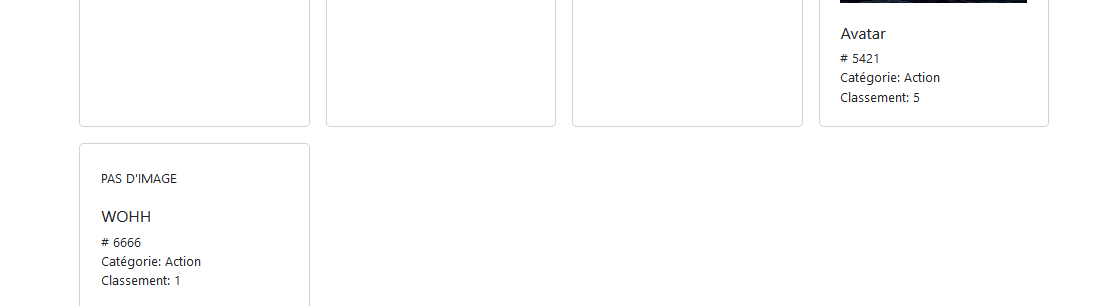 Avatar
# 5421
Catégorie: Action
Classement: 5
PAS D'IMAGE
WOHH
# 6666
Catégorie: Action
Classement: 1